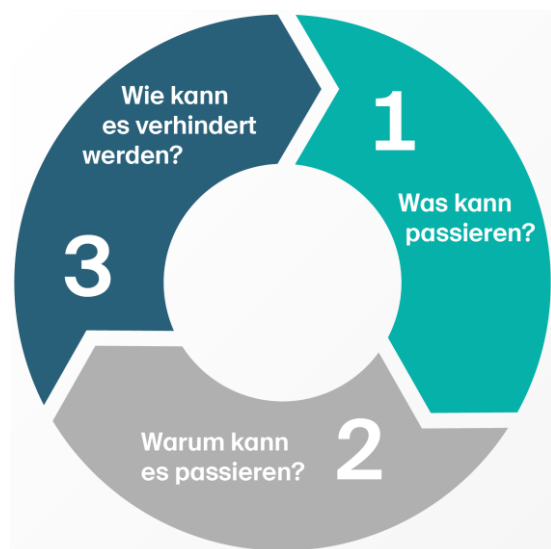 1
Was kann
passieren?
2
Warum kann
es passieren?
3
Wie kann
es verhindert
werden?